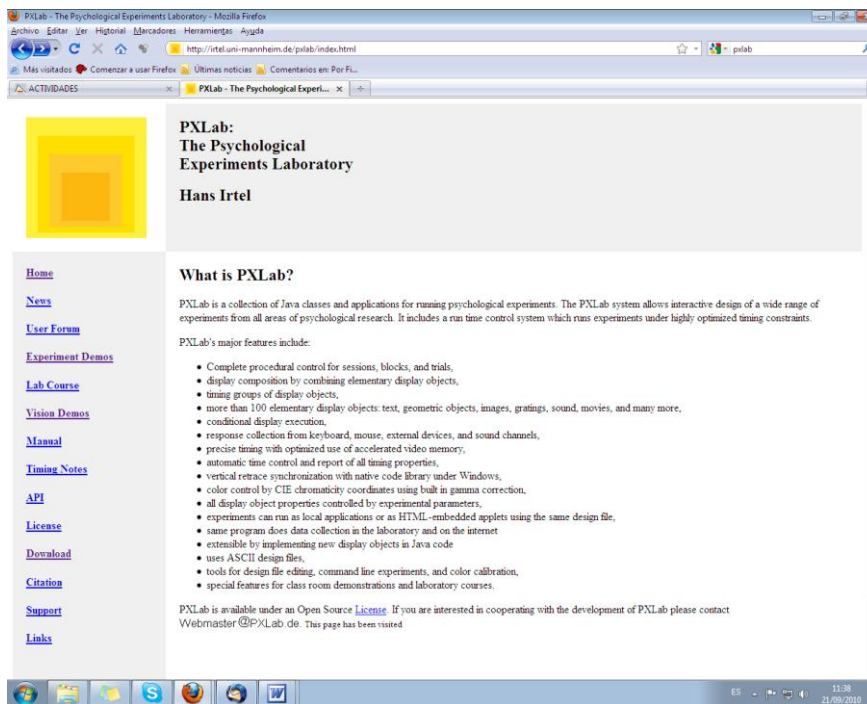 PXLab - The Psychological Experiments Laboratory - Mozilla Firefox
Archivo Editar Ver Historial Marcadores Herramientas Ayuda
http://irtel.uni-mannheim.de/pxlab/index.html
pxlab
Más visitados Comenzar a usar Firefox Últimas noticias Comentarios en: Por Fi...
ACTIVIDADES
PXLab - The Psychological Experi...
PXLab:
The Psychological
Experiments Laboratory
Hans Irtel
Home
News
User Forum
Experiment Demos
Lab Course
Vision Demos
Manual
Timing Notes
API
License
Download
Citation
Support
Links
What is PXLab?
PXLab is a collection of Java classes and applications for running psychological experiments. The PXLab system allows interactive design of a wide range of
experiments from all areas of psychological research. It includes a run time control system which runs experiments under highly optimized timing constraints.
PXLab's major features include:
• Complete procedural control for sessions, blocks, and trials,
• display composition by combining elementary display objects,
• timing groups of display objects,
• more than 100 elementary display objects: text, geometric objects, images, gratings, sound, movies, and many more,
• conditional display execution,
• response collection from keyboard, mouse, external devices, and sound channels,
• precise timing with optimized use of accelerated video memory,
• automatic time control and report of all timing properties,
• vertical retrace synchronization with native code library under Windows,
• color control by CIE chromaticity coordinates using built in gamma correction,
• all display object properties controlled by experimental parameters,
• experiments can run as local applications or as HTML-embedded applets using the same design file,
• same program does data collection in the laboratory and on the internet
• extensible by implementing new display objects in Java code
• uses ASCII design files,
• tools for design file editing, command line experiments, and color calibration,
• special features for class room demonstrations and laboratory courses.
PXLab is available under an Open Source License. If you are interested in cooperating with the development of PXLab please contact
Webmaster@PXLab.de. This page has been visited
ES
11:38
21/09/2010